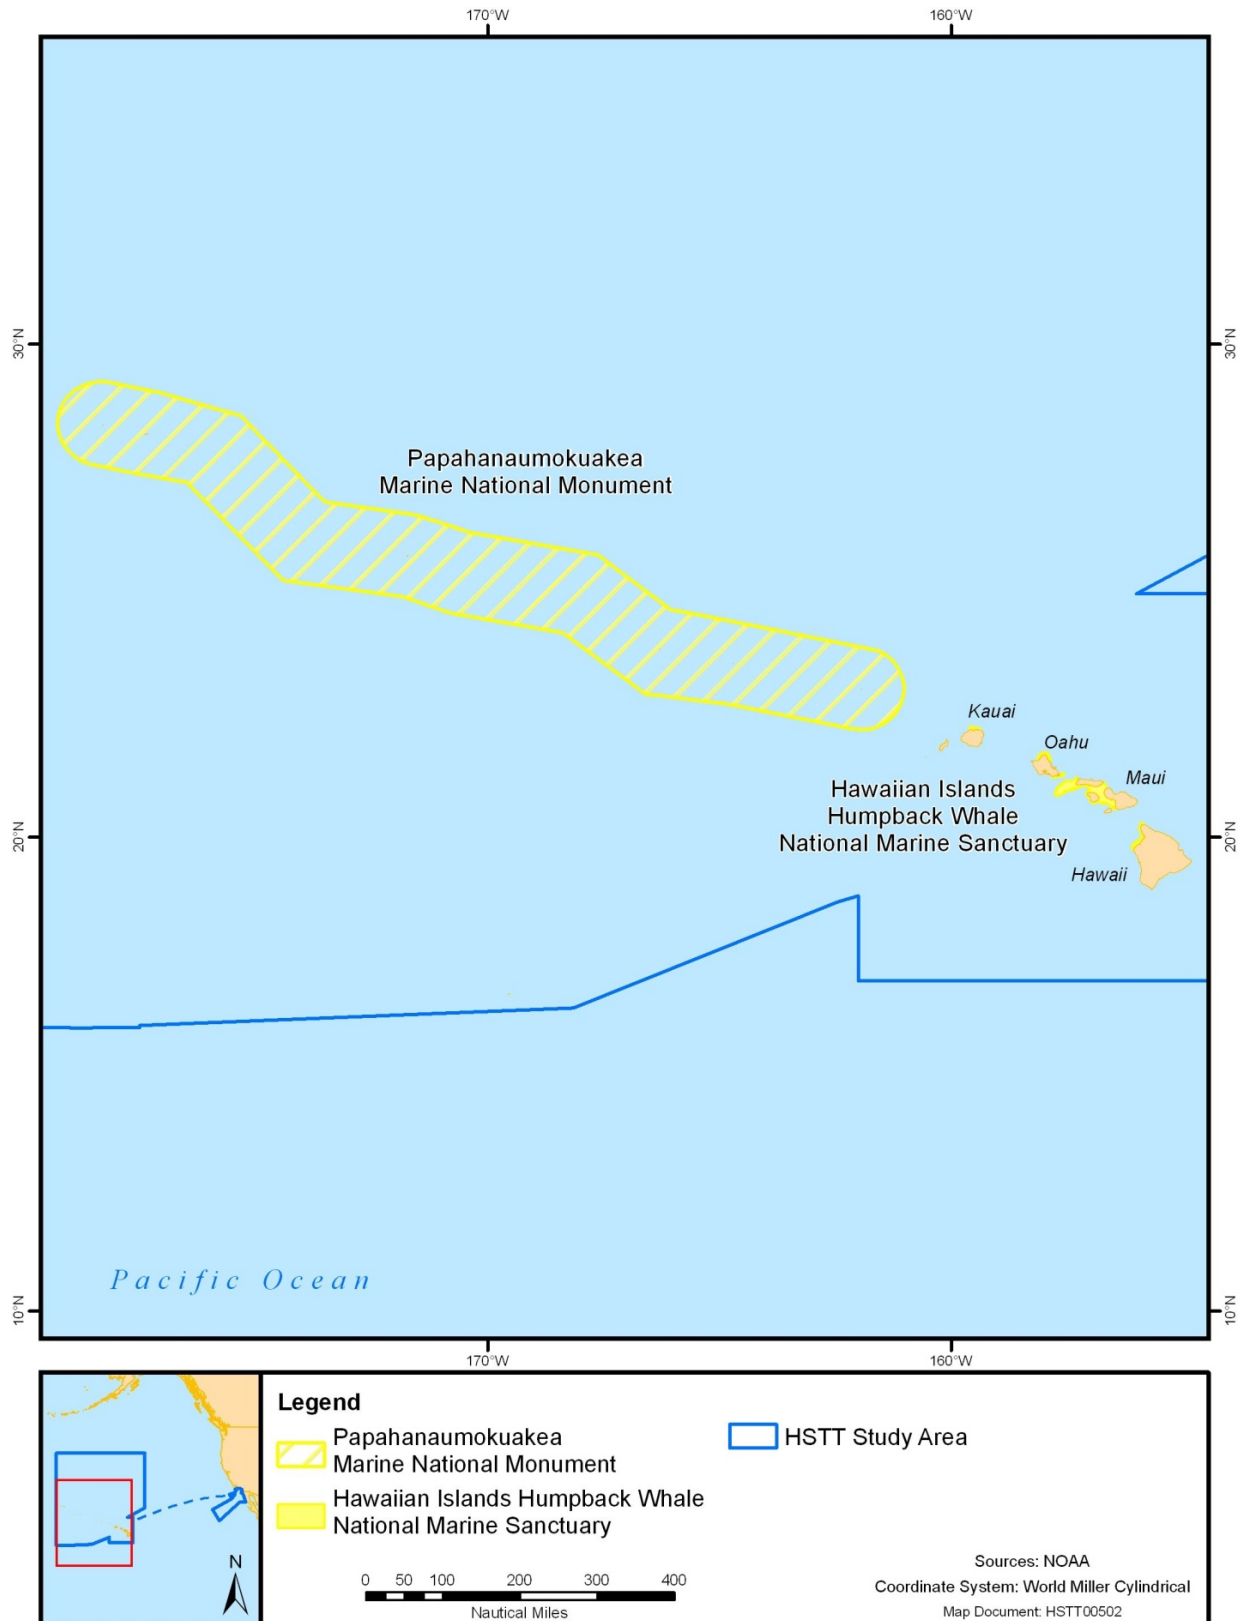 170°W 160°W
30°N 30°N
Papahanaumokuakea
Marine National Monument
Kauai
Oahu
Maui
Hawaiian Islands
Humpback Whale
National Marine Sanctuary
20°N 20°N
Hawaii
Pacific Ocean
10°N 10°N
170°W 160°W
Legend
Papahanaumokuakea
Marine National Monument
HSTT Study Area
Hawaiian Islands Humpback Whale
National Marine Sanctuary
N
0 50 100 200 300 400
Nautical Miles
Sources: NOAA
Coordinate System: World Miller Cylindrical
Map Document: HSTT00502